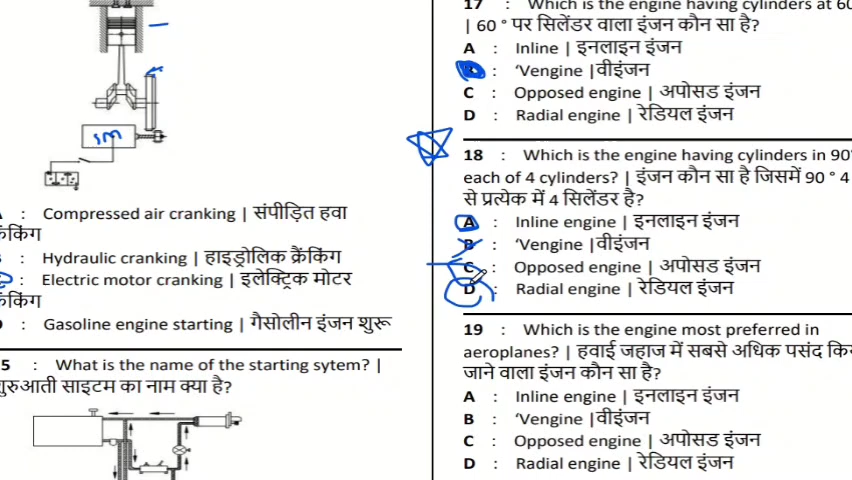 SM
: Compressed air cranking | संपीड़ित हवा
क्रैंकिंग
: Hydraulic cranking | हाइड्रोलिक क्रैंकिंग
: Electric motor cranking | इलेक्ट्रिक मोटर
क्रैंकिंग
: Gasoline engine starting | गैसोलीन इंजन शुरू
5 : What is the name of the starting sytem? |
शुरुआती साइटम का नाम क्या है?
17 : Which is the engine having cylinders at 60
| 60 ° पर सिलेंडर वाला इंजन कौन सा है?
A : Inline | इनलाइन इंजन
: ‘Vengine | वीइंजन
C : Opposed engine | अपोसड इंजन
D : Radial engine | रेडियल इंजन
18 : Which is the engine having cylinders in 90°
each of 4 cylinders? | इंजन कौन सा है जिसमें 90 ° 4
से प्रत्येक में 4 सिलेंडर है?
A : Inline engine | इनलाइन इंजन
B : ‘Vengine | वीइंजन
C : Opposed engine | अपोसड इंजन
D : Radial engine | रेडियल इंजन
19 : Which is the engine most preferred in
aeroplanes? | हवाई जहाज में सबसे अधिक पसंद
जाने वाला इंजन कौन सा है?
A : Inline engine | इनलाइन इंजन
B : ‘Vengine | वीइंजन
C : Opposed engine | अपोसड इंजन
D : Radial engine | रेडियल इंजन